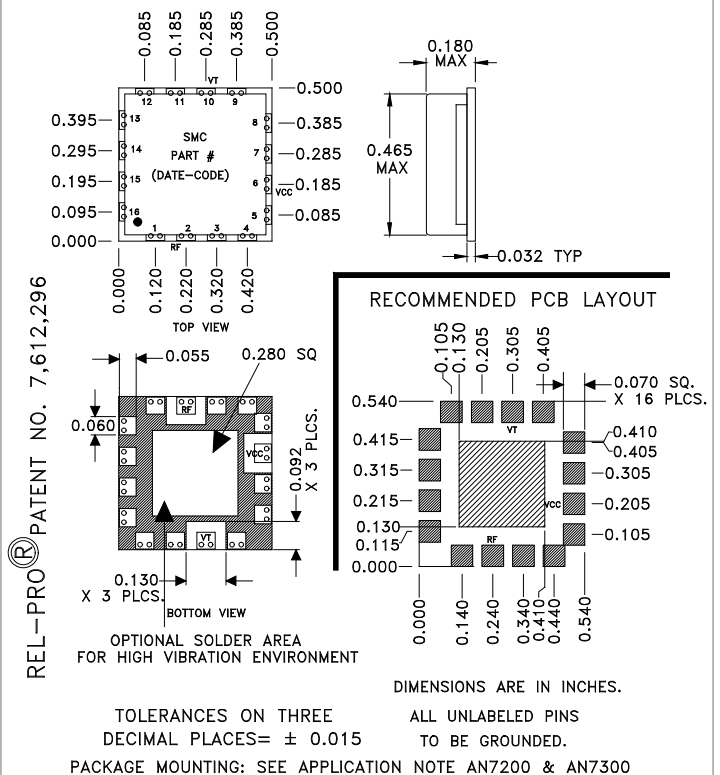 0.085
0.185
0.285
0.385
0.500
VT
12
11
10
9
0.500
0.395
13
8
0.385
SMC
0.295
14
PART #
7
0.285
(DATE-CODE)
0.195
15
6
0.185
VCC
0.095
16
5
0.085
1
2
3
4
0.000
RF
0.000
0.120
0.220
0.320
0.420
TOP VIEW
0.180
MAX
0.465
MAX
0.032 TYP
REL-PRO® PATENT NO. 7,612,296
0.055
0.280 SQ
RF
0.060
VCC
0.092
X 3 PLCS.
VT
0.130
X 3 PLCS.
BOTTOM VIEW
OPTIONAL SOLDER AREA
FOR HIGH VIBRATION ENVIRONMENT
RECOMMENDED PCB LAYOUT
0.105
0.130
0.205
0.305
0.405
0.070 SQ.
X 16 PLCS.
0.540
VT
0.415
0.410
0.405
0.315
0.305
0.215
VCC
0.205
0.130
0.115
RF
0.105
0.000
0.000
0.140
0.240
0.340
0.410
0.440
0.540
DIMENSIONS ARE IN INCHES.
TOLERANCES ON THREE
DECIMAL PLACES= ± 0.015
ALL UNLABELED PINS
TO BE GROUNDED.
PACKAGE MOUNTING: SEE APPLICATION NOTE AN7200 & AN7300